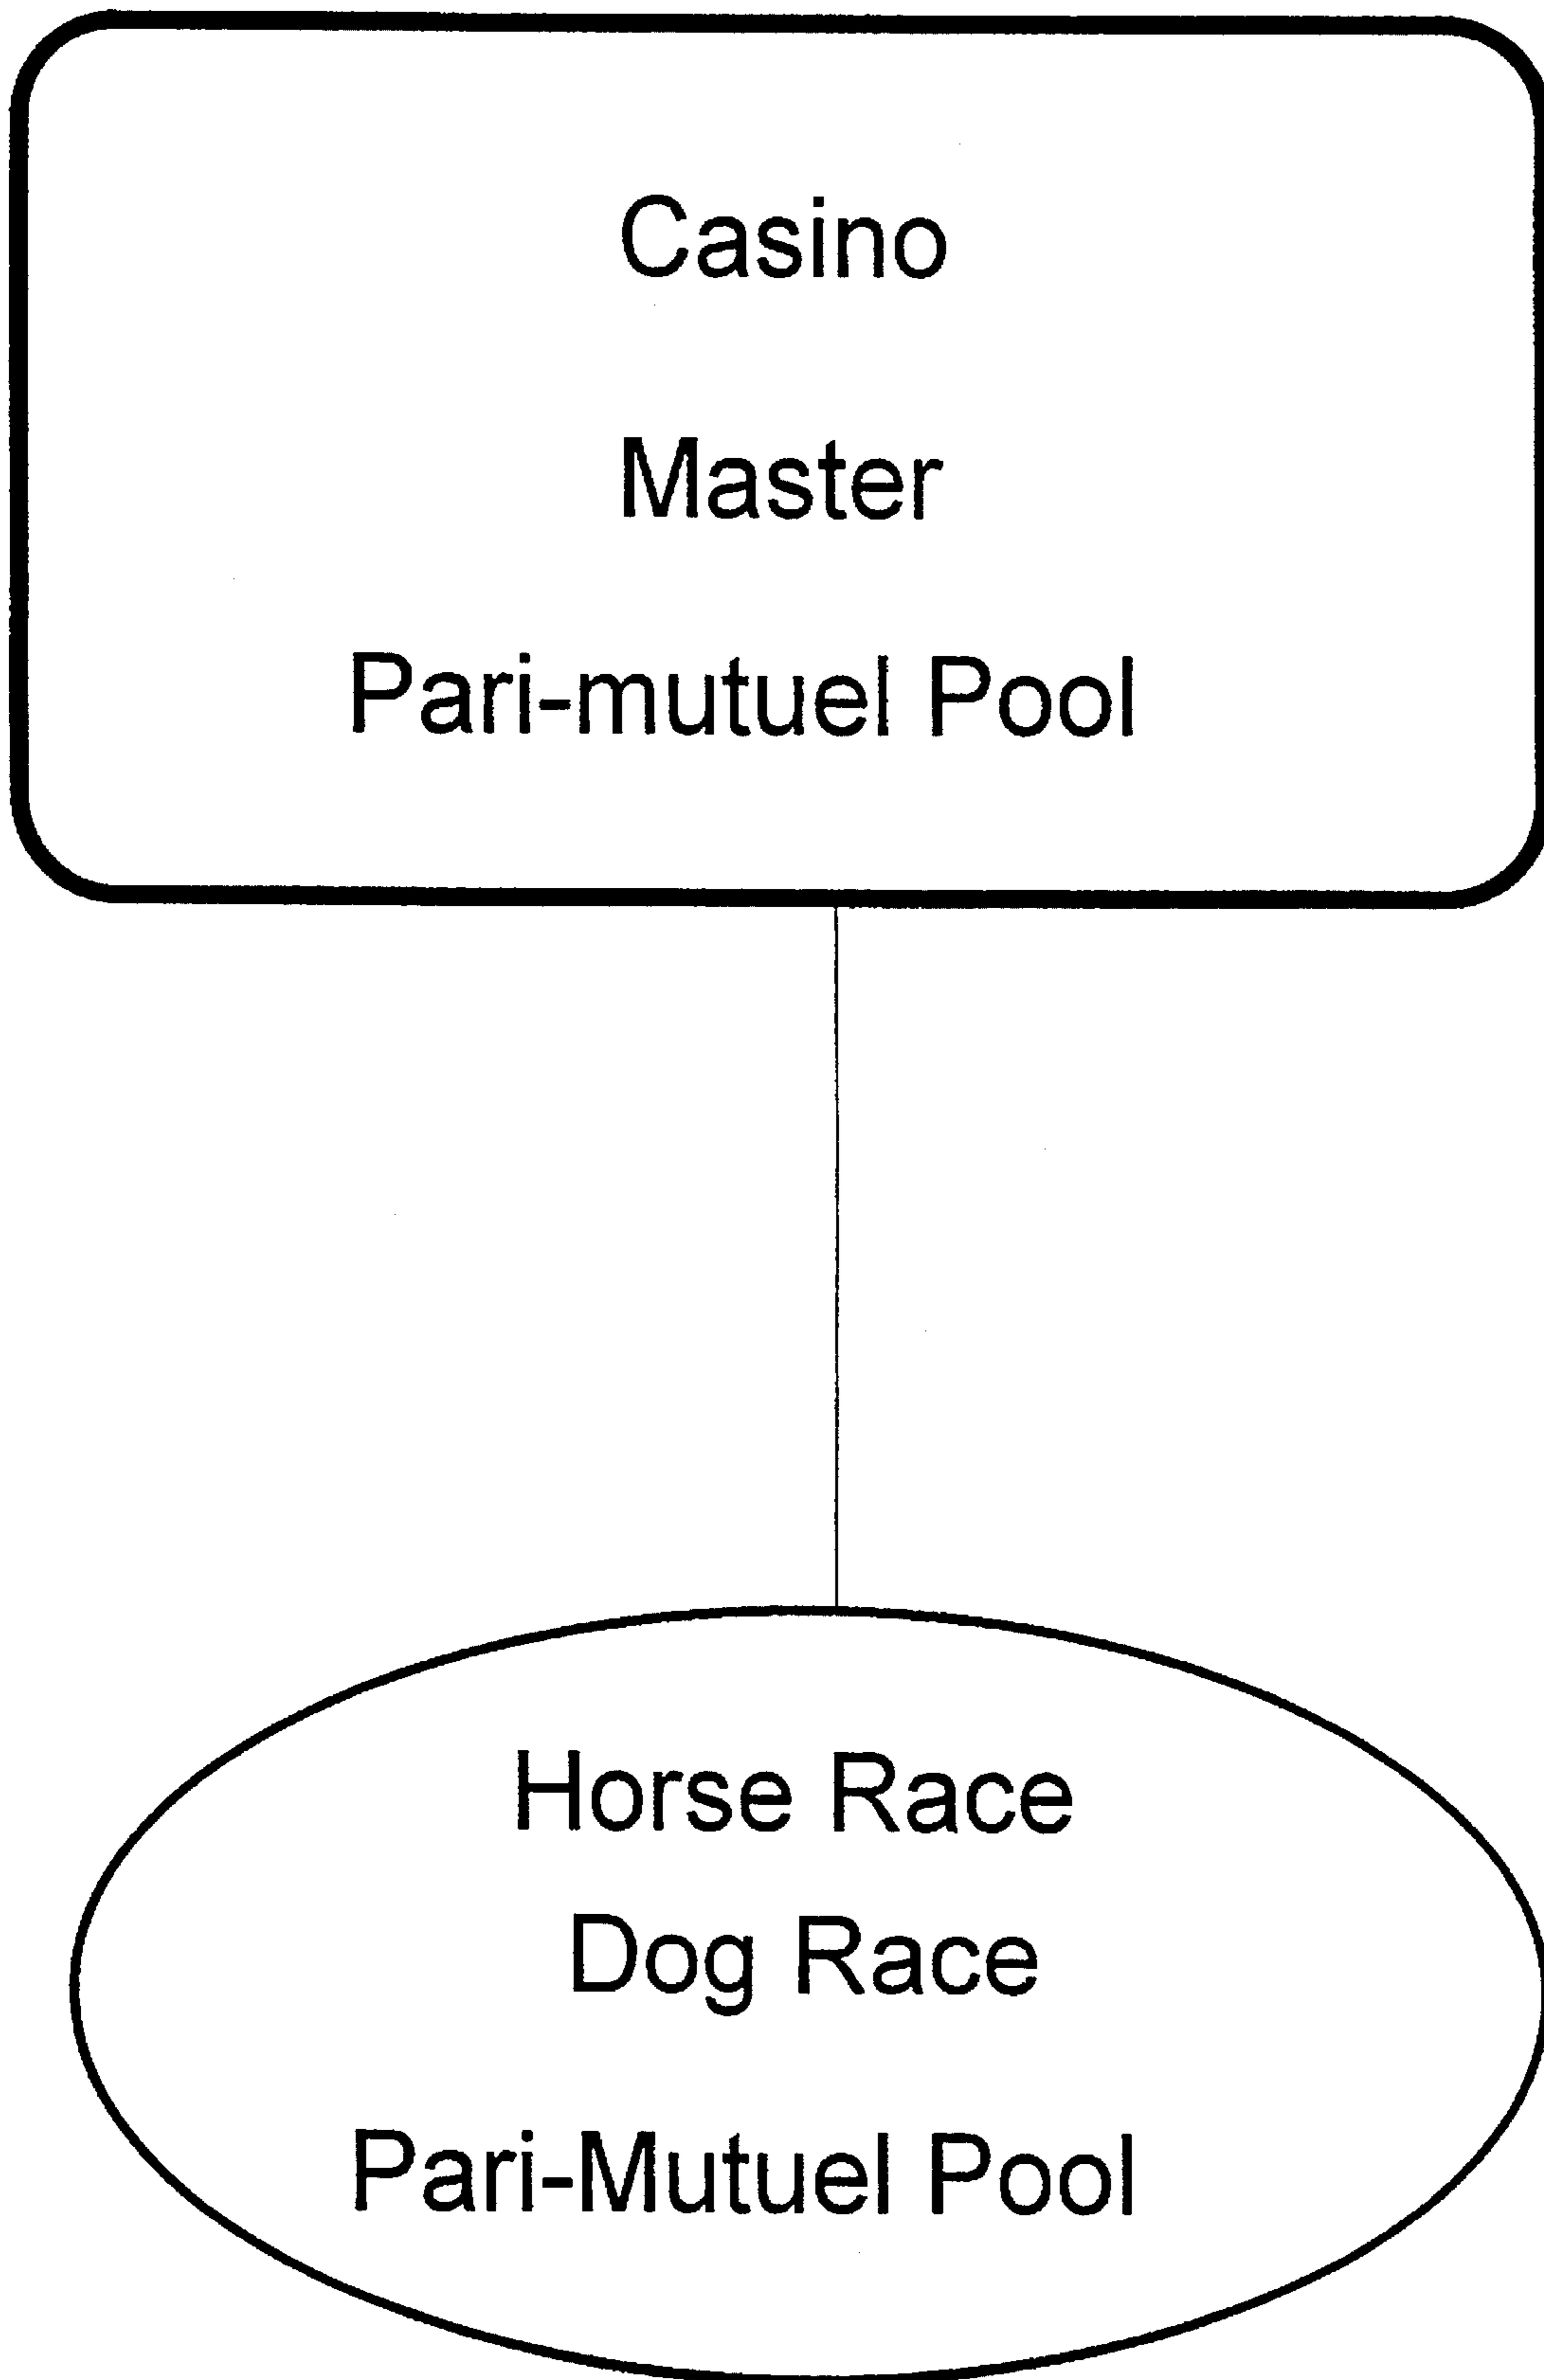 Casino
Master
Pari-mutuel Pool
Horse Race
Dog Race
Pari-Mutuel Pool